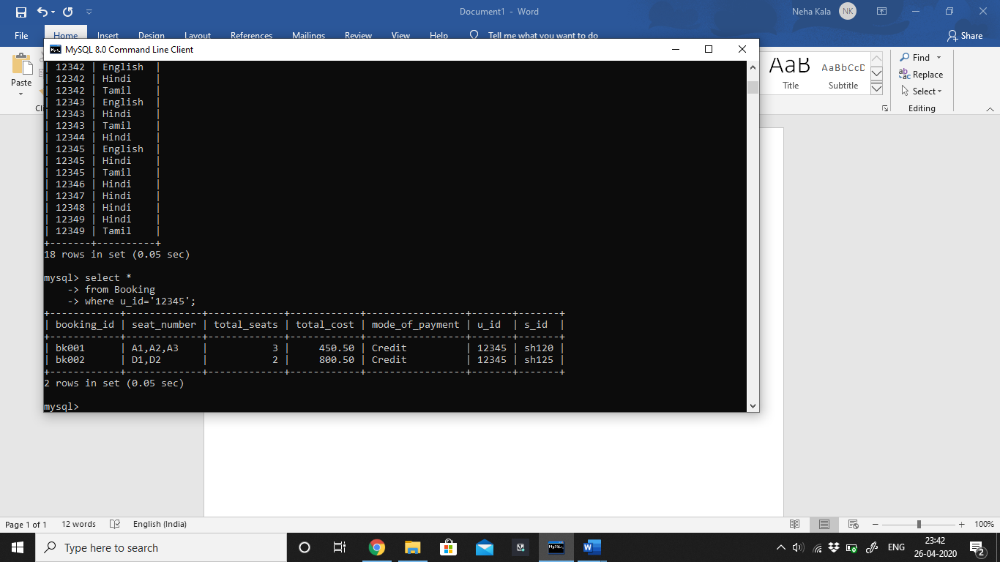 Document1 - Word
Neha Kala NK
File Home Insert Design Layout References Mailings Review View Help Tell me what you want to do Share
MySQL 8.0 Command Line Client
Paste
AaB AaBbCcD
Title Subtitle
Find
Replace
Select
Editing
| 12342 | English |
| 12342 | Hindi |
| 12342 | Tamil |
| 12343 | English |
| 12343 | Hindi |
| 12343 | Tamil |
| 12344 | Hindi |
| 12345 | English |
| 12345 | Hindi |
| 12345 | Tamil |
| 12346 | Hindi |
| 12347 | Hindi |
| 12348 | Hindi |
| 12349 | Hindi |
| 12349 | Tamil |
+-------+----------+
18 rows in set (0.05 sec)
mysql> select *
-> from Booking
-> where u_id='12345';
+------------+-------------+-------------+------------+-----------------+-------+-------+
| booking_id | seat_number | total_seats | total_cost | mode_of_payment | u_id | s_id |
+------------+-------------+-------------+------------+-----------------+-------+-------+
| bk001 | A1,A2,A3 | 3 | 450.50 | Credit | 12345 | sh120 |
| bk002 | D1,D2 | 2 | 800.50 | Credit | 12345 | sh125 |
+------------+-------------+-------------+------------+-----------------+-------+-------+
2 rows in set (0.05 sec)
mysql>
Page 1 of 1 12 words English (India) 100%
Type here to search
ENG
23:42
26-04-2020
2